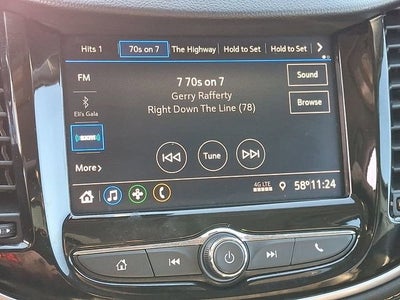 Hits 1 70s on 7 The Highway Hold to Set Hold to Set
FM
7 70s on 7
Sound
Gerry Rafferty
Eli's Gala
Right Down The Line (78)
Browse
More
Tune
4G LTE
58° 11:24